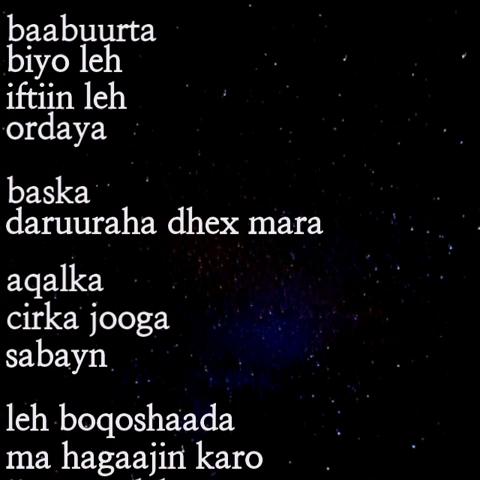 baabuurta
biyo leh
iftiin leh
ordaya
baska
daruuraha dhex mara
aqalka
cirka jooga
sabayn
leh boqoshaada
ma hagaajin karo